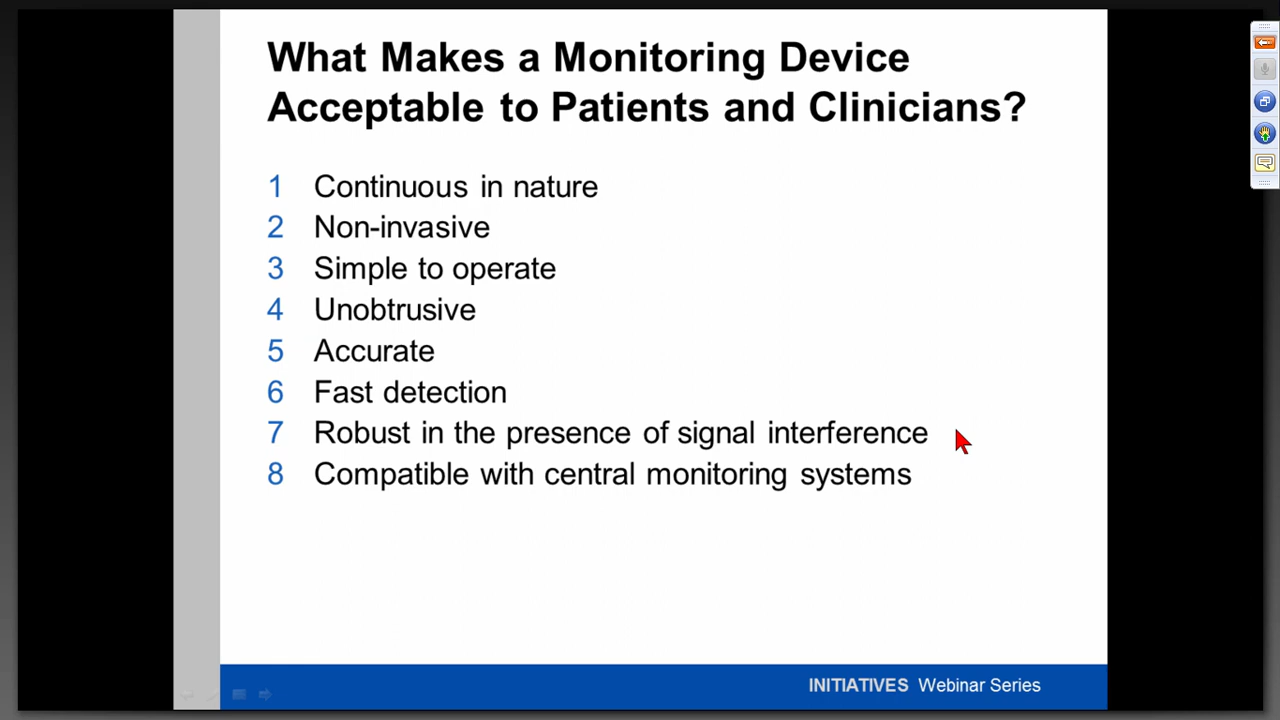 What Makes a Monitoring Device
Acceptable to Patients and Clinicians?
1 Continuous in nature
2 Non-invasive
3 Simple to operate
4 Unobtrusive
5 Accurate
6 Fast detection
7 Robust in the presence of signal interference
8 Compatible with central monitoring systems
INITIATIVES Webinar Series